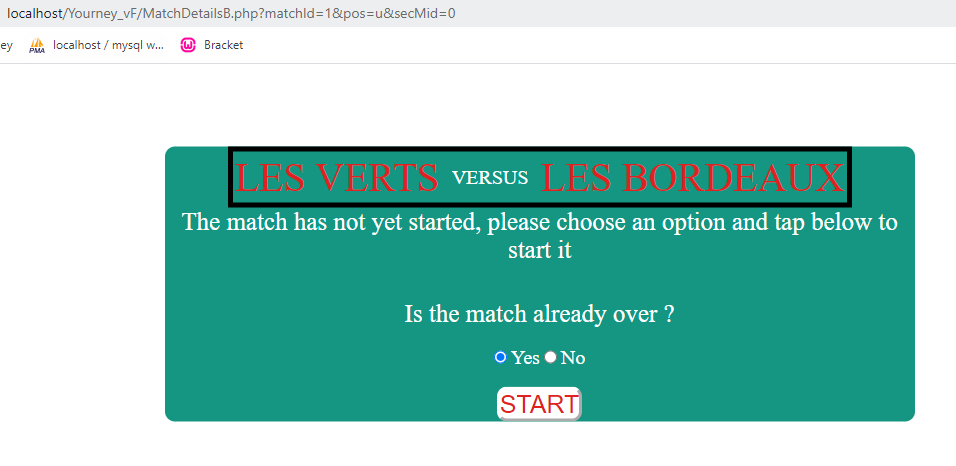 localhost/Yourney_vF/MatchDetailsB.php?matchId=1&pos=u&secMid=0
ey PMA localhost / mysql w... Bracket
LES VERTS VERSUS LES BORDEAUX
The match has not yet started, please choose an option and tap below to
start it
Is the match already over ?
Yes No
START